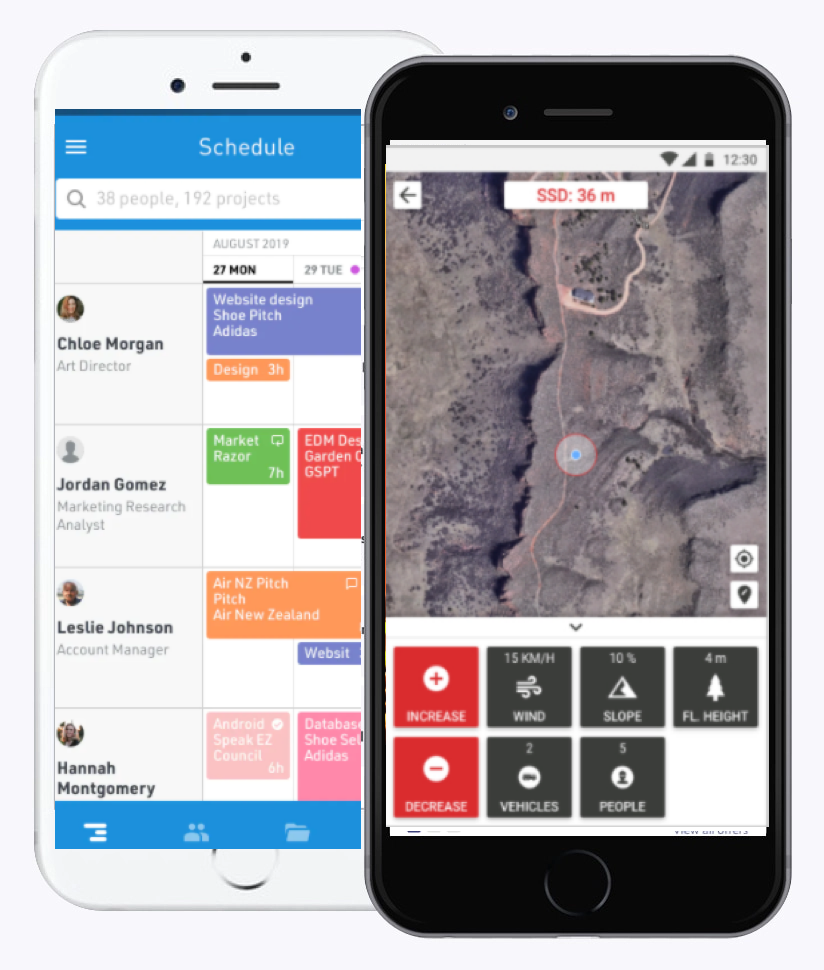 Schedule
38 people, 192 projects
AUGUST 2019
27 MON
29 TUE
Chloe Morgan
Art Director
Website design
Shoe Pitch
Adidas
Design 3h
Jordan Gomez
Marketing Research
Analyst
Market
Razor
7h
EDM Des
Garden
GSPT
Leslie Johnson
Account Manager
Air NZ Pitch
Pitch
Air New Zealand
Websit
Hannah
Montgomery
Android
Speak EZ
Council
6h
Database
Shoe Sel
Adidas
12:30
SSD: 36 m
INCREASE
15 KM/H
WIND
10 %
SLOPE
4 m
FL. HEIGHT
DECREASE
2
VEHICLES
5
PEOPLE
View all offers